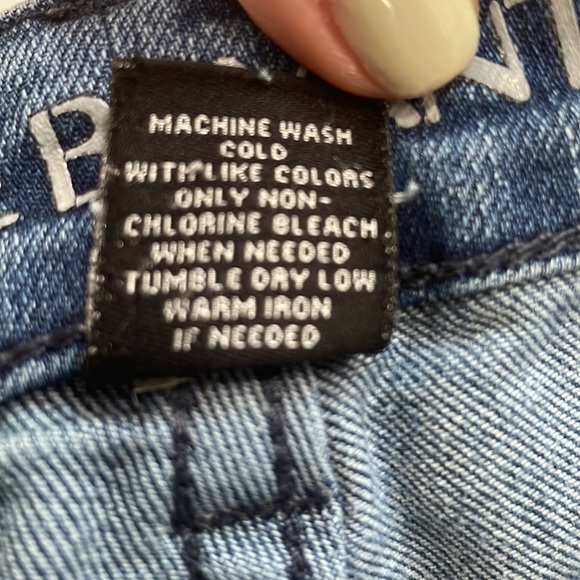 MACHINE WASH
COLD
WITH LIKE COLORS
ONLY NON-
CHLORINE BLEACH
WHEN NEEDED
TUMBLE DRY LOW
WARM IRON
IF NEEDED